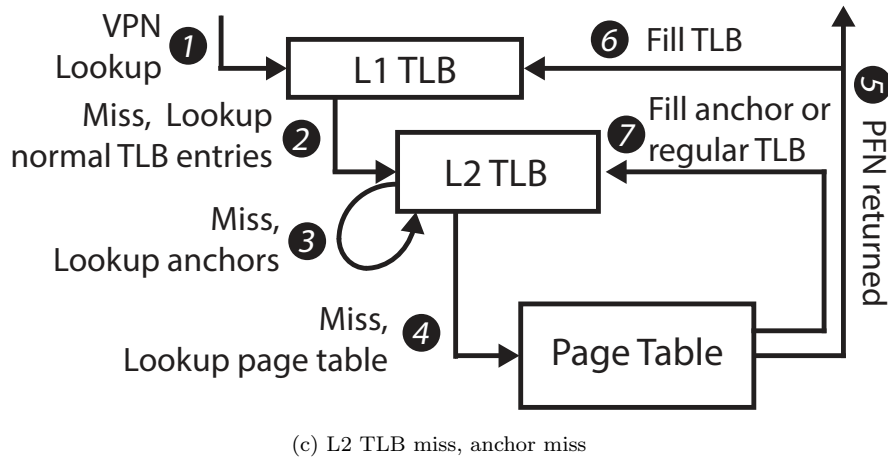 VPN
Lookup
1
L1 TLB
6 Fill TLB
Miss, Lookup
normal TLB entries
2
L2 TLB
7 Fill anchor or
regular TLB
5 PFN returned
Miss,
Lookup anchors
3
Miss,
Lookup page table
4
Page Table
(c) L2 TLB miss, anchor miss